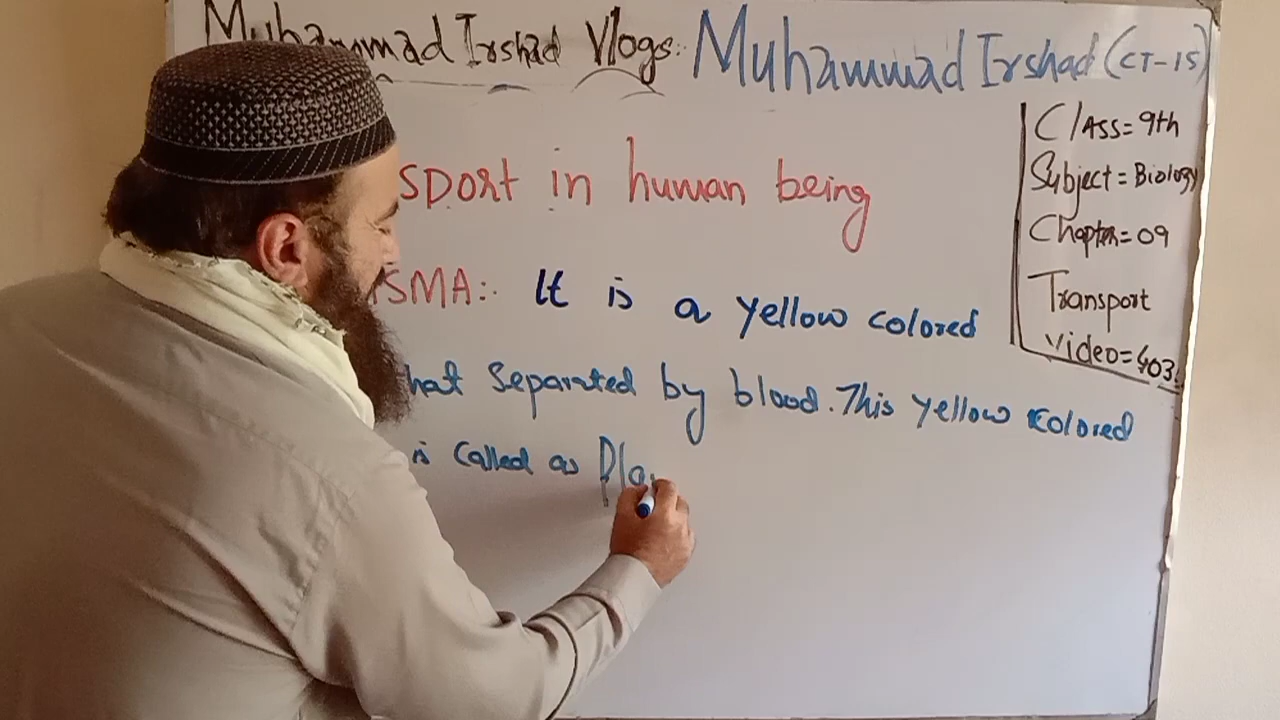 Muhammad Irshad Vlogs:- Muhammad Irshad (CT-15)
Class=9th
Subject=Biology
Chapter=09
Transport
Video=403.
SPORT in human being
SMA:- It is a yellow colored
hat separated by blood. This yellow colored
is called as Pla